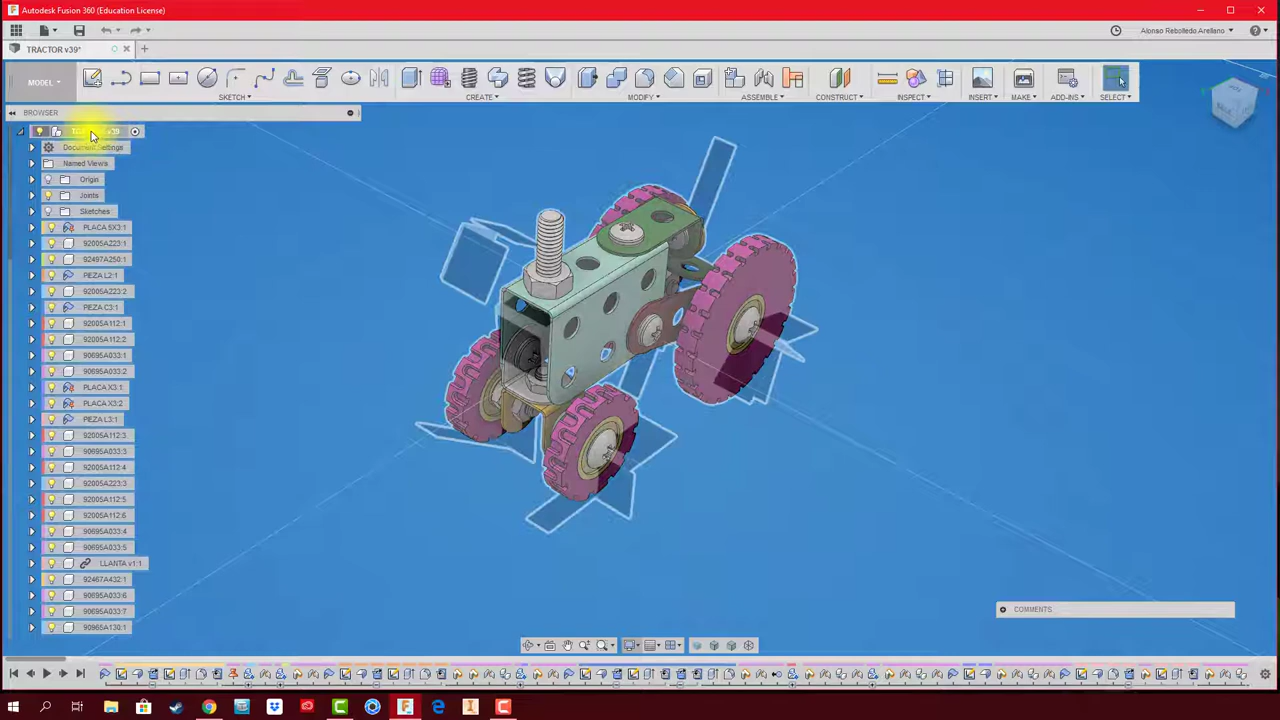 Autodesk Fusion 360 (Education License)
Alonso Rebolledo Arellano
TRACTOR v39*
MODEL
SKETCH
CREATE
MODIFY
ASSEMBLE
CONSTRUCT
INSPECT
INSERT
MAKE
ADD-INS
SELECT
BROWSER
v39
Document Settings
Named Views
Origin
Joints
Sketches
PLACA 5X3:1
92005A223:1
92497A250:1
PEZA L2:1
92005A223:2
PEZA C3:1
92005A112:1
92005A112:2
90695A033:1
90695A033:2
PLACA X3:1
PLACA X3:2
PEZA L3:1
92005A112:3
90695A033:3
92005A112:4
92005A223:3
92005A112:5
92005A112:6
90695A033:4
90695A033:5
LLANTA v1:1
92467A432:1
90695A033:6
90695A033:7
90965A130:1
COMMENTS